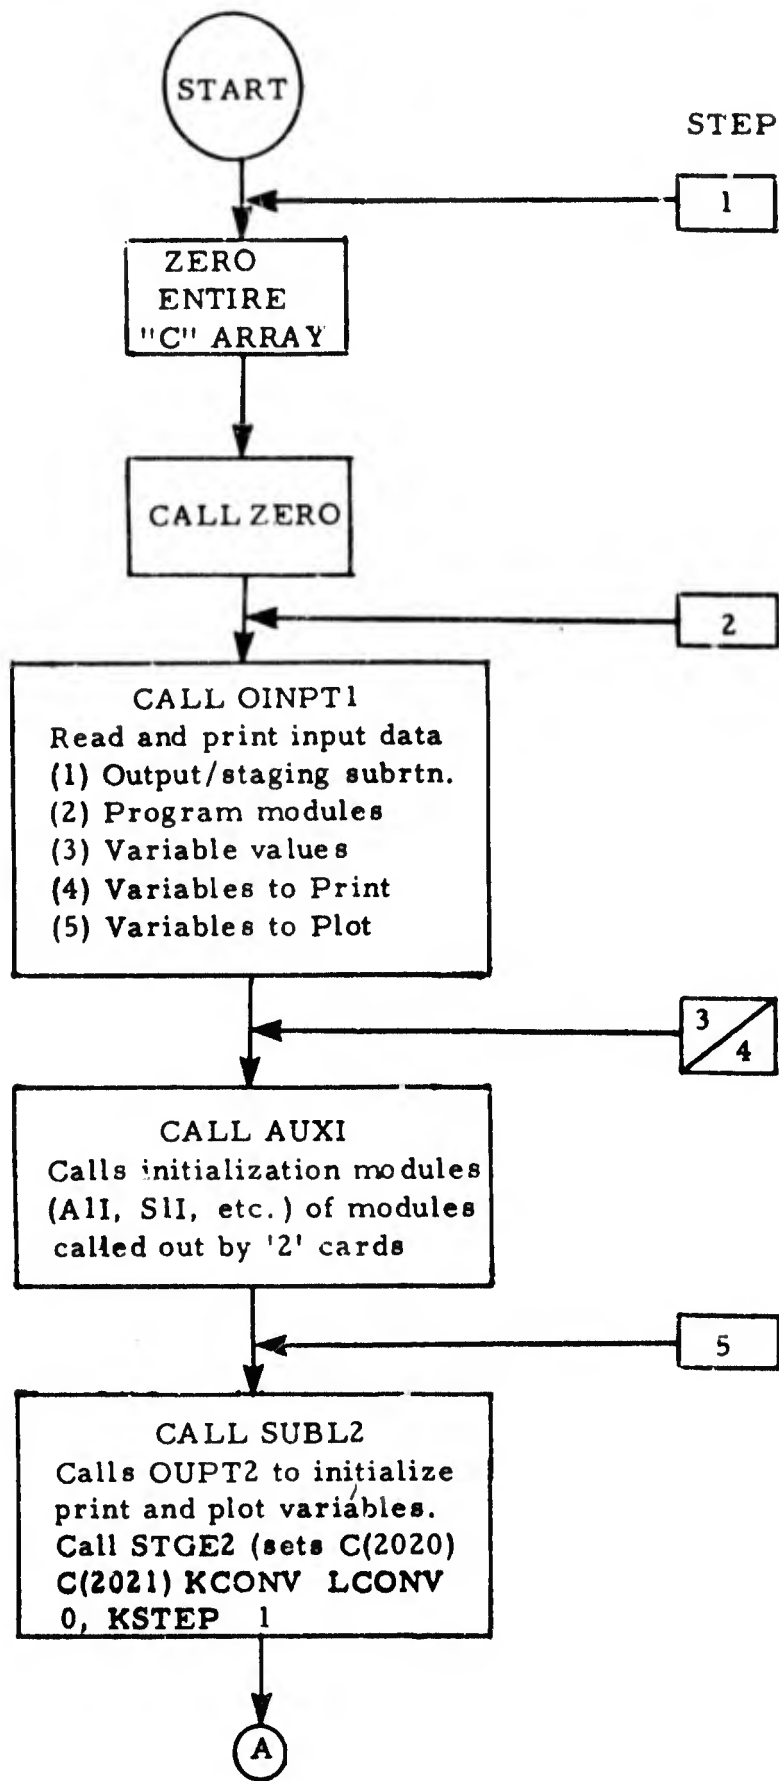 START
STEP
1
ZERO
ENTIRE
"C" ARRAY
CALL ZERO
2
CALL OINPT1
Read and print input data
(1) Output/staging subrtn.
(2) Program modules
(3) Variable values
(4) Variables to Print
(5) Variables to Plot
3
4
CALL AUXI
Calls initialization modules
(A1I, S1I, etc.) of modules
called out by '2' cards
5
CALL SUBL2
Calls OUPT2 to initialize
print and plot variables.
Call STGE2 (sets C(2020)
C(2021) KCONV LCONV
0, KSTEP 1
A